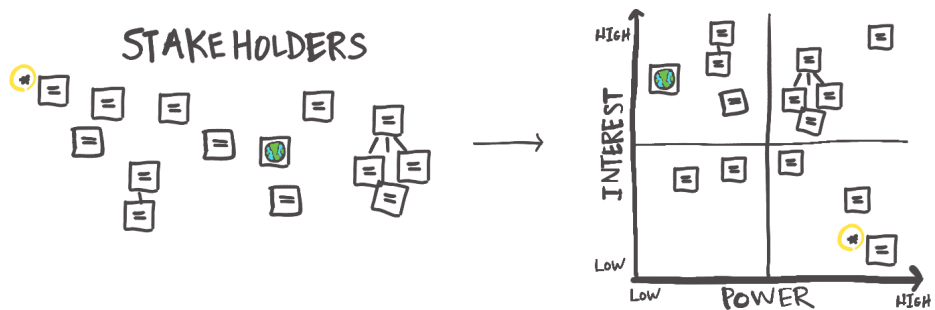 STAKEHOLDERS
*
HIGH
INTEREST
LOW
*
LOW
POWER
HIGH